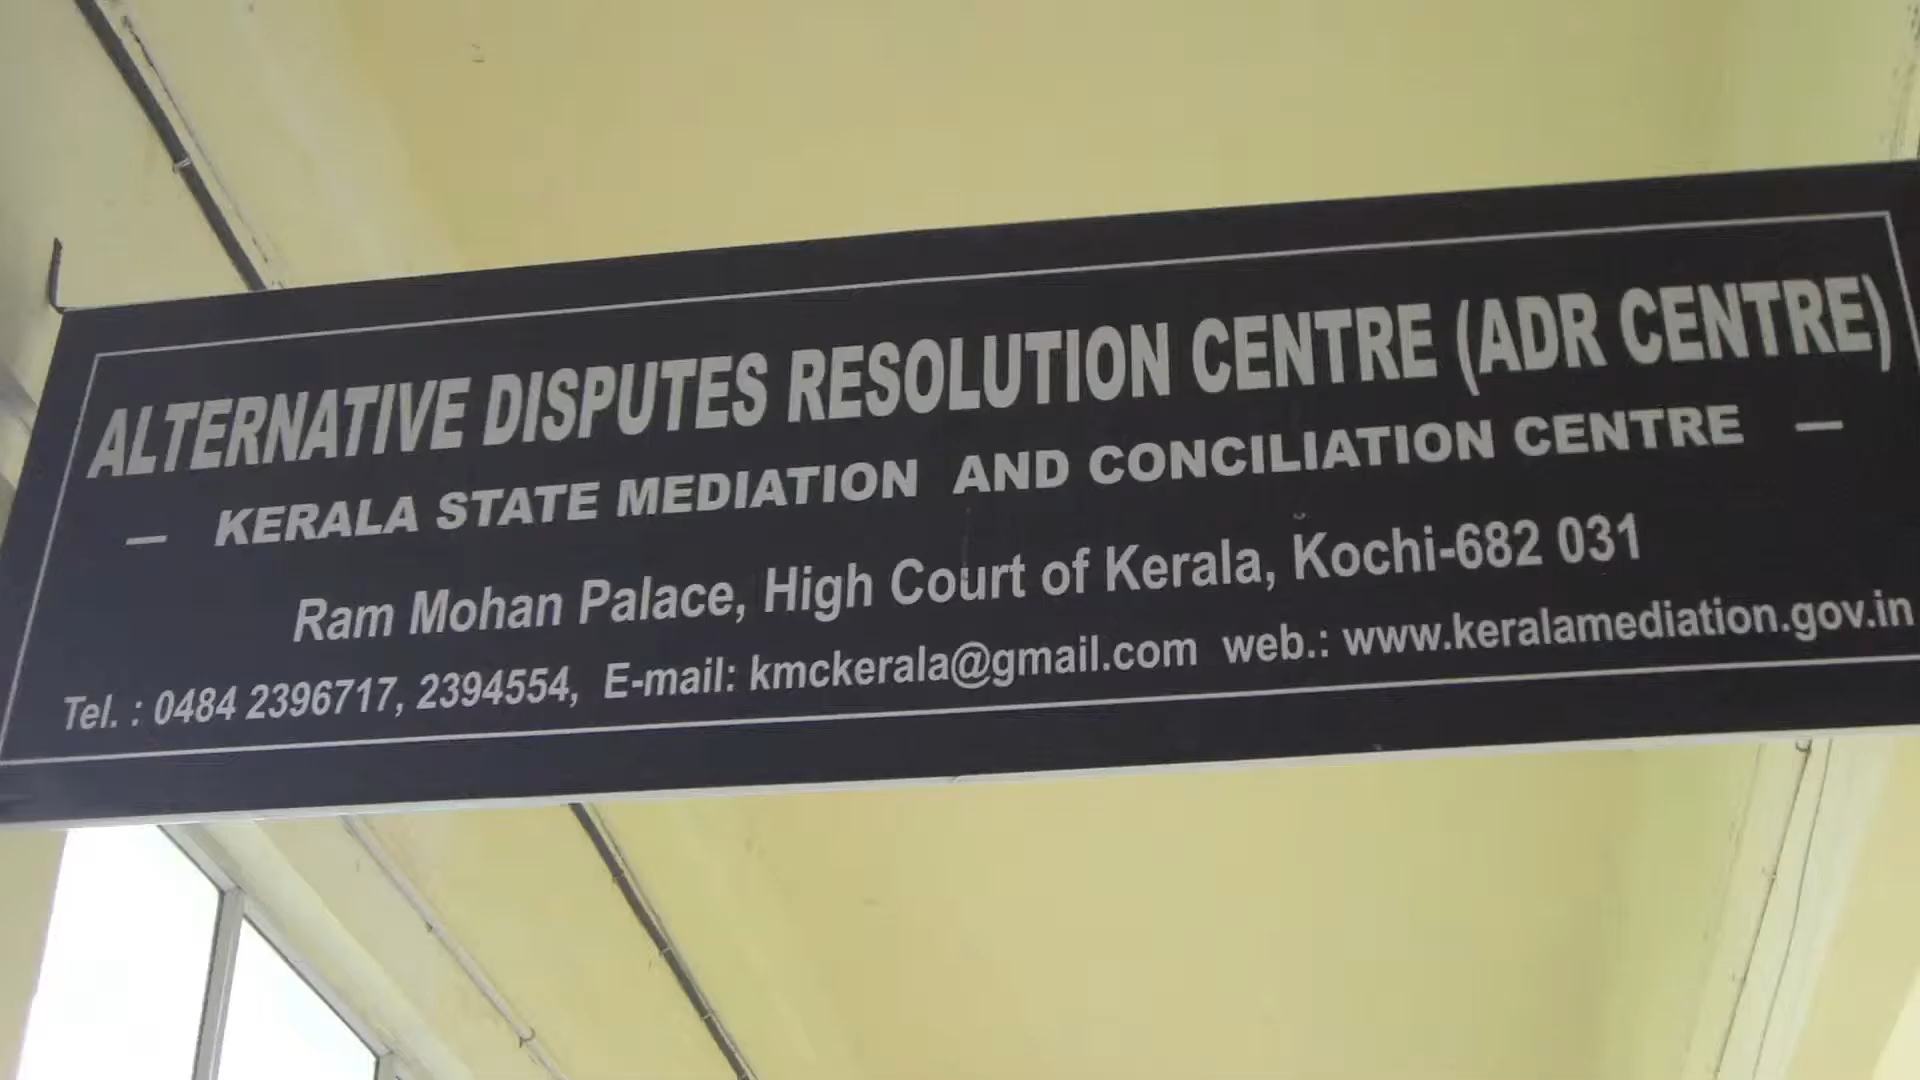 ALTERNATIVE DISPUTES RESOLUTION CENTRE (ADR CENTRE)
— KERALA STATE MEDIATION AND CONCILIATION CENTRE —
Ram Mohan Palace, High Court of Kerala, Kochi-682 031
Tel. : 0484 2396717, 2394554, E-mail: kmckerala@gmail.com web.: www.keralamediation.gov.in